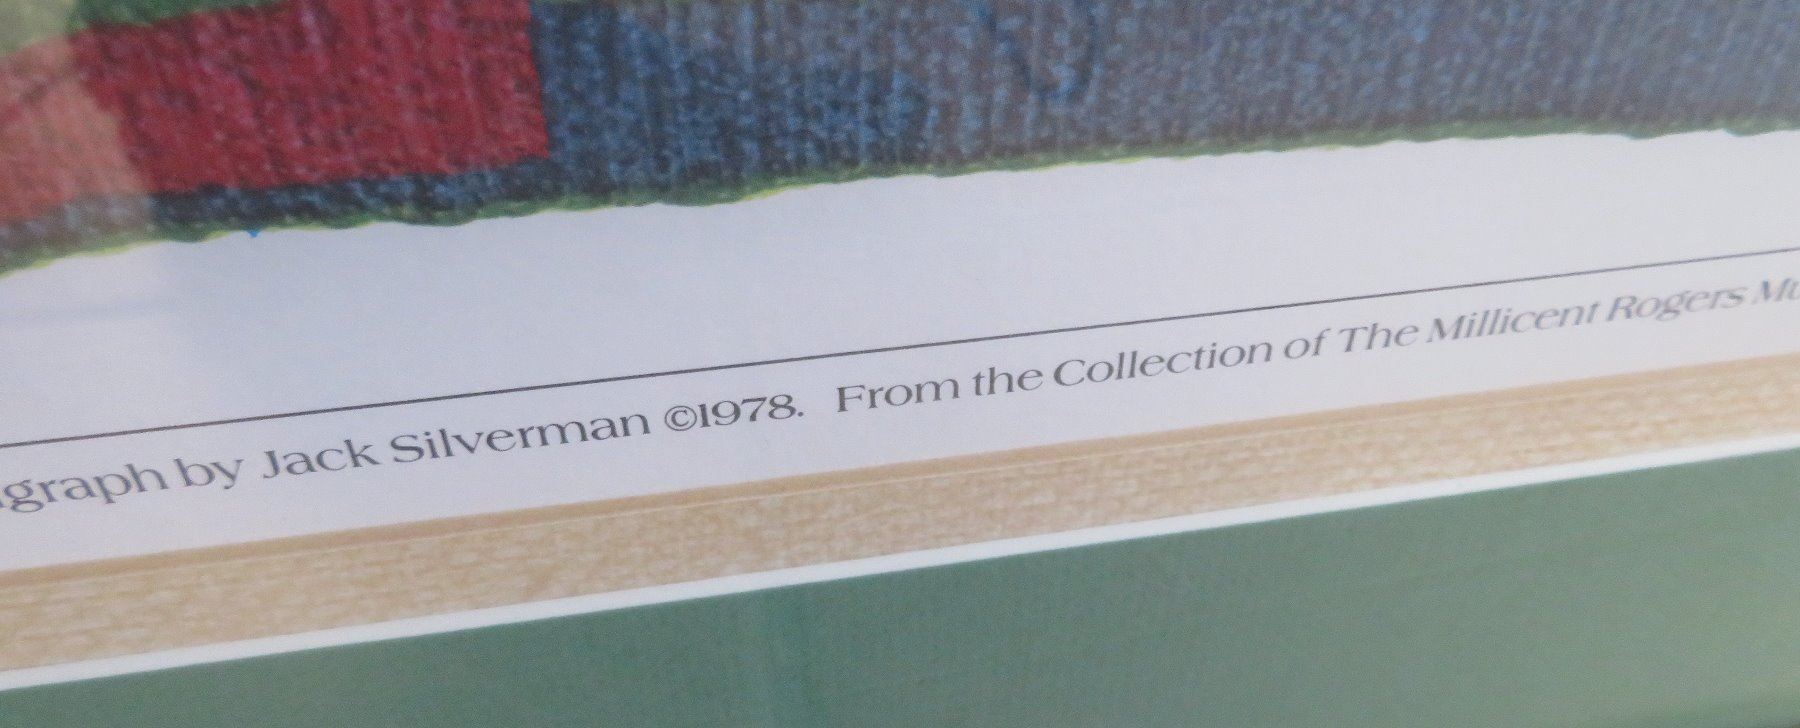 graph by Jack Silverman ©1978. From the Collection of The Millicent Rogers